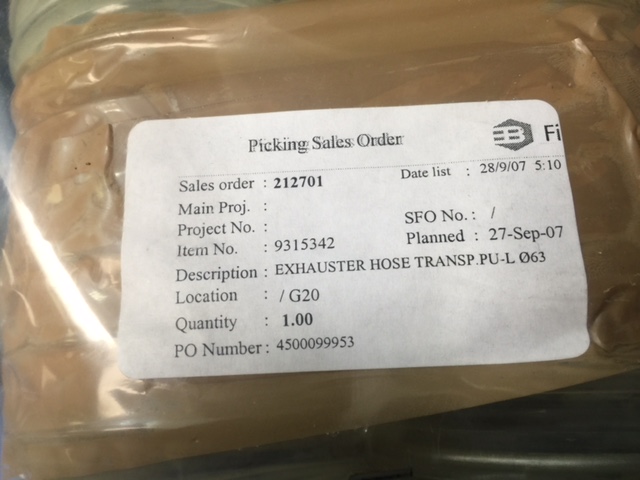 Picking Sales Order
Fi
Sales order : 212701
Date list : 28/9/07 5:10
Main Proj. :
Project No. :
SFO No. : /
Item No. : 9315342
Planned : 27-Sep-07
Description : EXHAUSTER HOSE TRANSP.PU-L Ø63
Location : / G20
Quantity : 1.00
PO Number : 4500099953